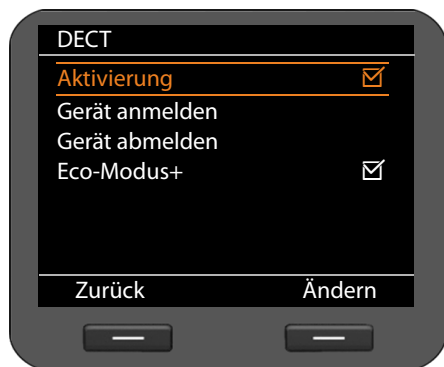 DECT
Aktivierung
Gerät anmelden
Gerät abmelden
Eco-Modus+
Zurück Ändern